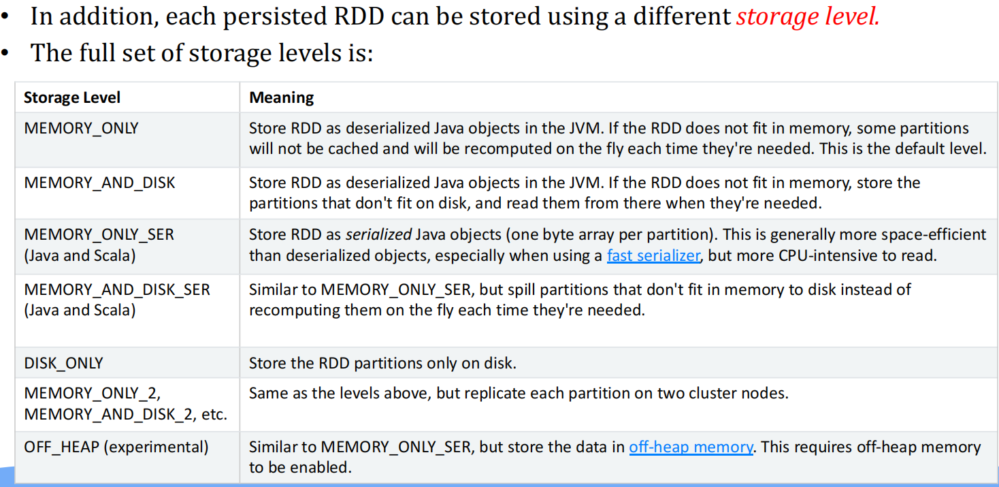 • In addition, each persisted RDD can be stored using a different storage level.
• The full set of storage levels is:
Storage Level
Meaning
MEMORY_ONLY
Store RDD as deserialized Java objects in the JVM. If the RDD does not fit in memory, some partitions
will not be cached and will be recomputed on the fly each time they're needed. This is the default level.
MEMORY_AND_DISK
Store RDD as deserialized Java objects in the JVM. If the RDD does not fit in memory, store the
partitions that don't fit on disk, and read them from there when they're needed.
MEMORY_ONLY_SER
(Java and Scala)
Store RDD as serialized Java objects (one byte array per partition). This is generally more space-efficient
than deserialized objects, especially when using a fast serializer, but more CPU-intensive to read.
MEMORY_AND_DISK_SER
(Java and Scala)
Similar to MEMORY_ONLY_SER, but spill partitions that don't fit in memory to disk instead of
recomputing them on the fly each time they're needed.
DISK_ONLY
Store the RDD partitions only on disk.
MEMORY_ONLY_2,
MEMORY_AND_DISK_2, etc.
Same as the levels above, but replicate each partition on two cluster nodes.
OFF_HEAP (experimental)
Similar to MEMORY_ONLY_SER, but store the data in off-heap memory. This requires off-heap memory
to be enabled.